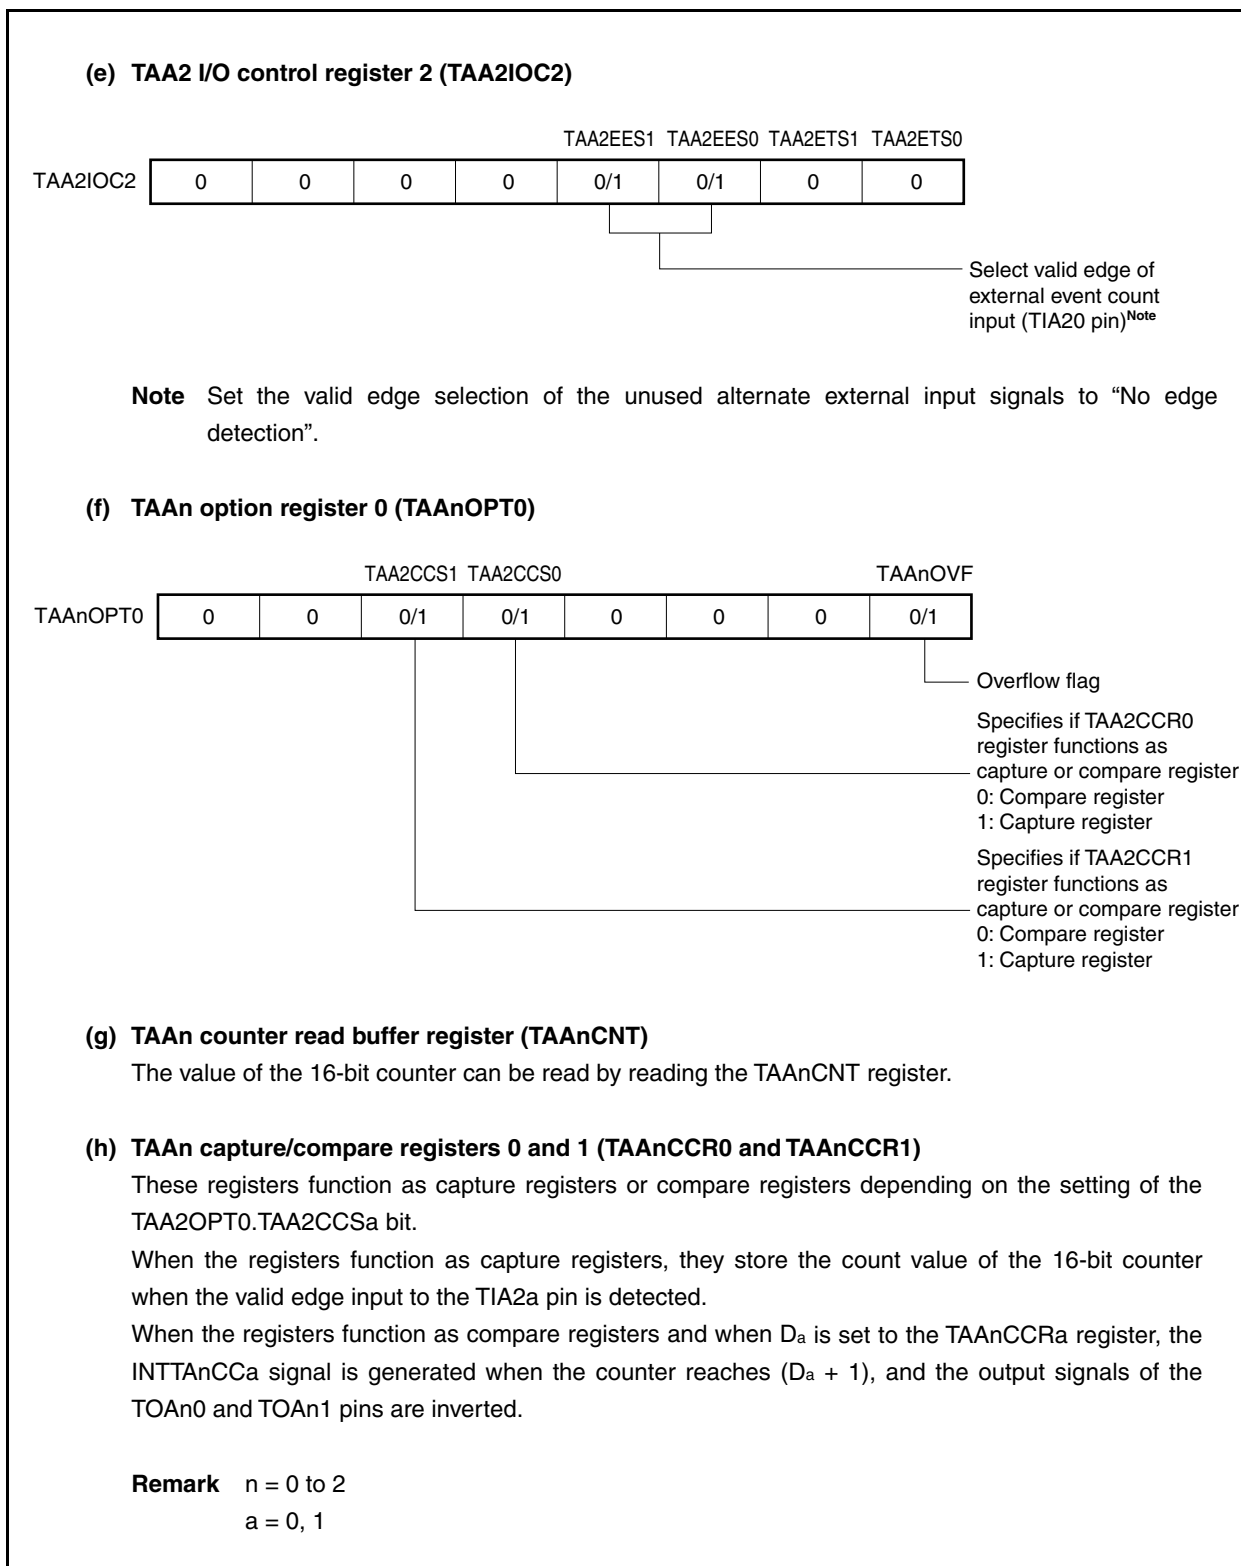 (e) TAA2 I/O control register 2 (TAA2IOC2)
TAA2EES1 TAA2EES0 TAA2ETS1 TAA2ETS0
TAA2IOC2 0 0 0 0 0/1 0/1 0 0
Select valid edge of
external event count
input (TIA20 pin)Note
Note Set the valid edge selection of the unused alternate external input signals to “No edge
detection”.
(f) TAAn option register 0 (TAAnOPT0)
TAA2CCS1 TAA2CCS0 TAAnOVF
TAAnOPT0 0 0 0/1 0/1 0 0 0 0/1
Overflow flag
Specifies if TAA2CCR0
register functions as
capture or compare register
0: Compare register
1: Capture register
Specifies if TAA2CCR1
register functions as
capture or compare register
0: Compare register
1: Capture register
(g) TAAn counter read buffer register (TAAnCNT)
The value of the 16-bit counter can be read by reading the TAAnCNT register.
(h) TAAn capture/compare registers 0 and 1 (TAAnCCR0 and TAAnCCR1)
These registers function as capture registers or compare registers depending on the setting of the
TAA2OPT0.TAA2CCSa bit.
When the registers function as capture registers, they store the count value of the 16-bit counter
when the valid edge input to the TIA2a pin is detected.
When the registers function as compare registers and when Da is set to the TAAnCCRa register, the
INTTAnCCa signal is generated when the counter reaches (Da + 1), and the output signals of the
TOAn0 and TOAn1 pins are inverted.
Remark n = 0 to 2
a = 0, 1